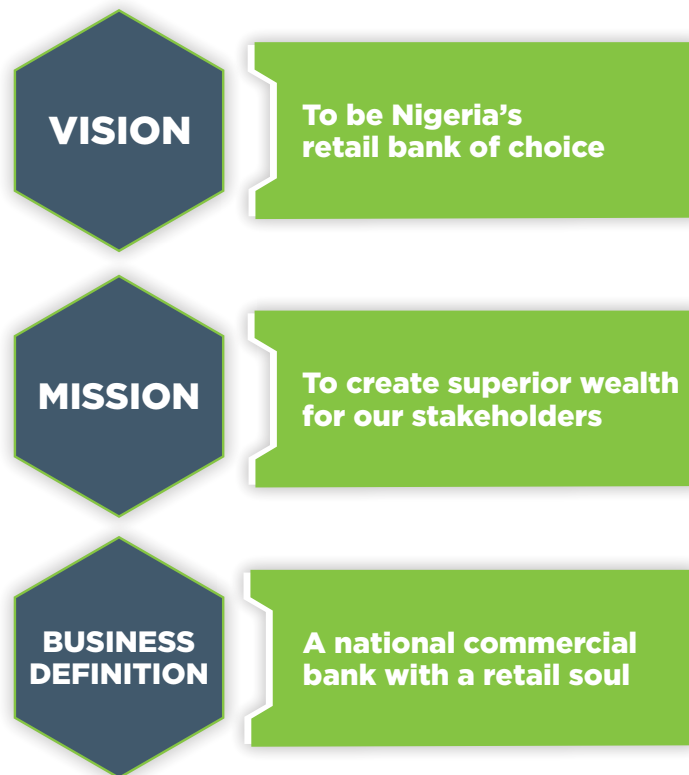 VISION
To be Nigeria’s
retail bank of choice
MISSION
To create superior wealth
for our stakeholders
BUSINESS
DEFINITION
A national commercial
bank with a retail soul